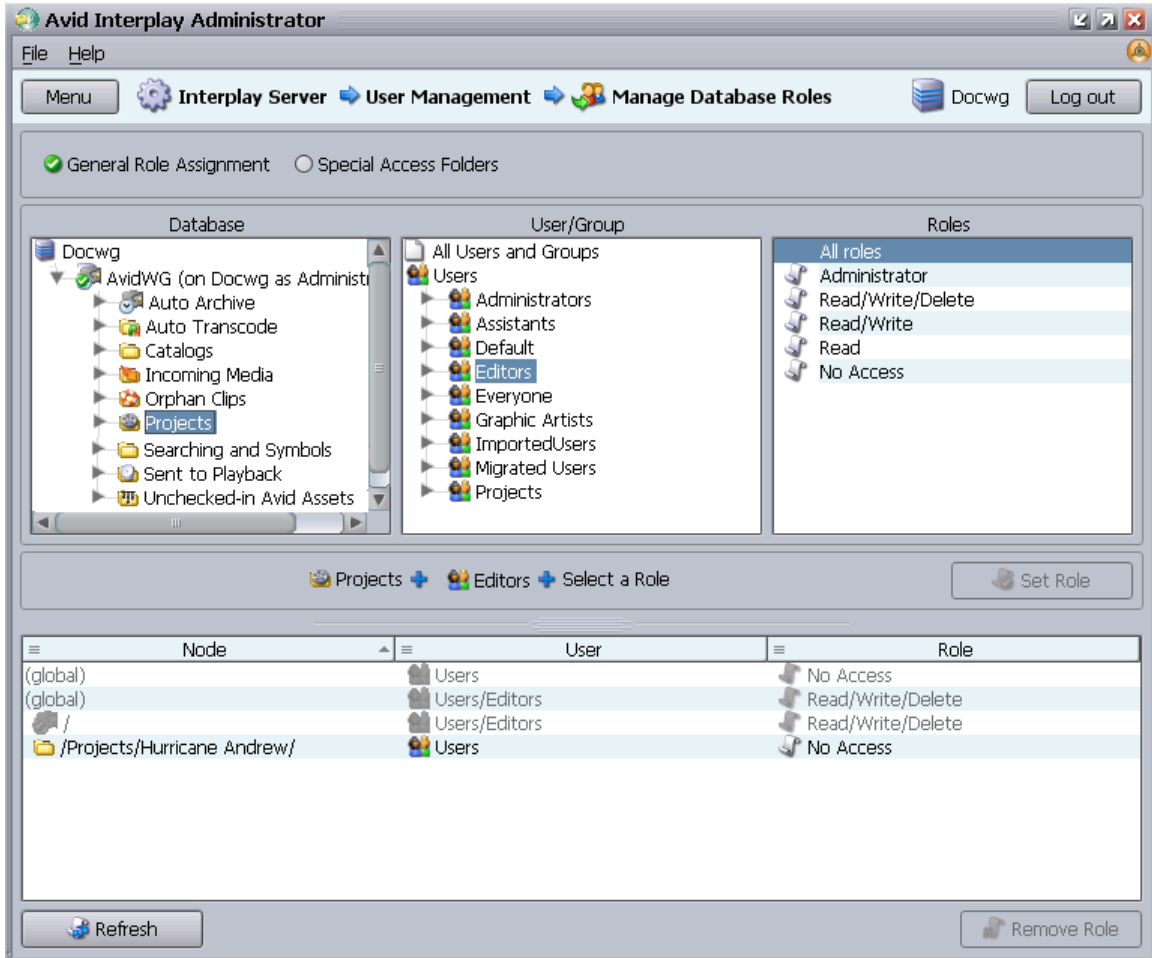 Avid Interplay Administrator
File Help
Menu Interplay Server User Management Manage Database Roles Docwg Log out
General Role Assignment Special Access Folders
Database User/Group Roles
Docwg
AvidWG (on Docwg as Administr
Auto Archive
Auto Transcode
Catalogs
Incoming Media
Orphan Clips
Projects
Searching and Symbols
Sent to Playback
Unchecked-in Avid Assets
All Users and Groups
Users
Administrators
Assistants
Default
Editors
Everyone
Graphic Artists
ImportedUsers
Migrated Users
Projects
All roles
Administrator
Read/Write/Delete
Read/Write
Read
No Access
Projects Editors Select a Role Set Role
Node User Role
(global) Users No Access
(global) Users/Editors Read/Write/Delete
/ Users/Editors Read/Write/Delete
/Projects/Hurricane Andrew/ Users No Access
Refresh Remove Role